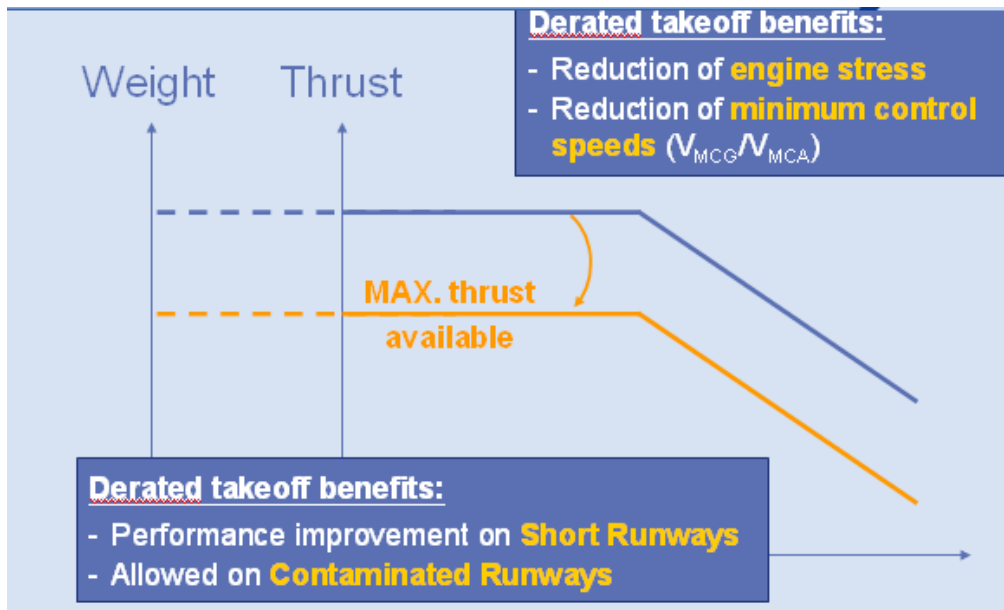 Derated takeoff benefits:
- Reduction of engine stress
- Reduction of minimum control
speeds (VMCG/VMCA)
Weight
Thrust
MAX. thrust
available
Derated takeoff benefits:
- Performance improvement on Short Runways
- Allowed on Contaminated Runways